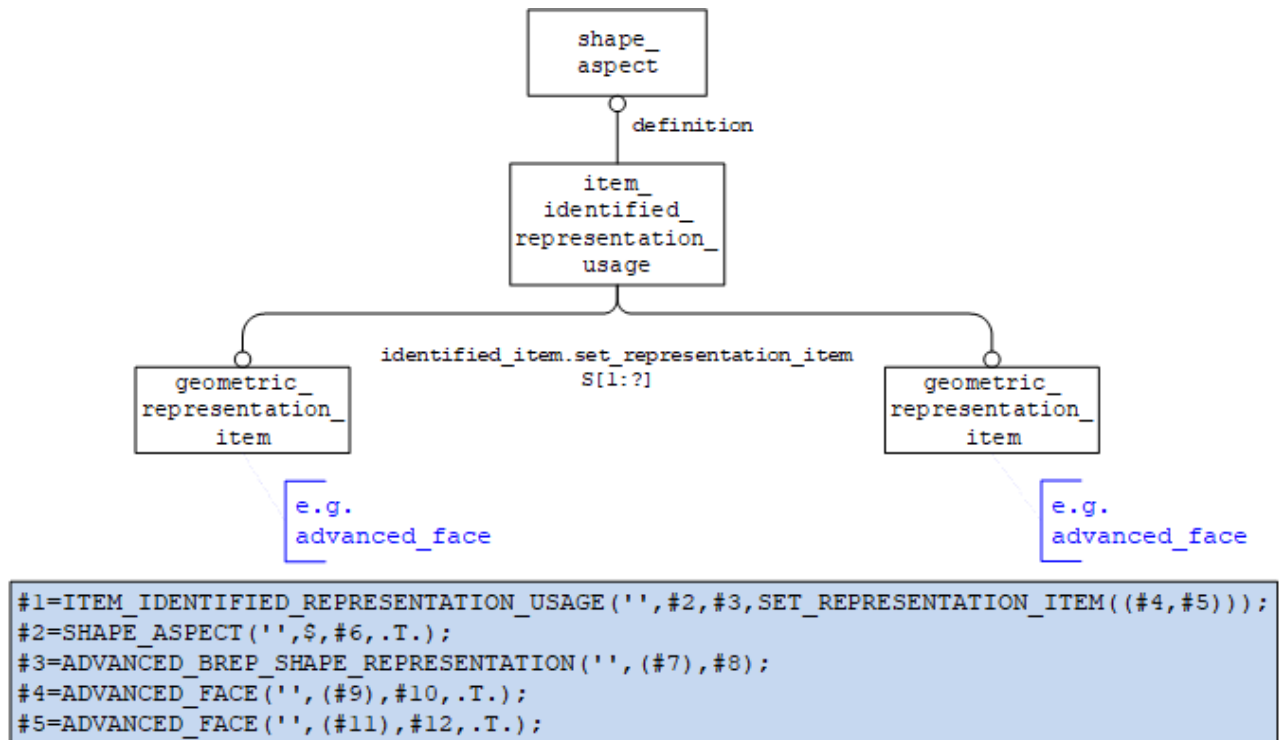 shape_
aspect
definition
item_
identified_
representation_
usage
identified_item.set_representation_item
S[1:?]
geometric_
representation_
item
geometric_
representation_
item
e.g.
advanced_face
e.g.
advanced_face
#1=ITEM_IDENTIFIED_REPRESENTATION_USAGE('',#2,#3,SET_REPRESENTATION_ITEM((#4,#5)));
#2=SHAPE_ASPECT('',$,#6,.T.);
#3=ADVANCED_BREP_SHAPE_REPRESENTATION('',(#7),#8);
#4=ADVANCED_FACE('',(#9),#10,.T.);
#5=ADVANCED_FACE('',(#11),#12,.T.);